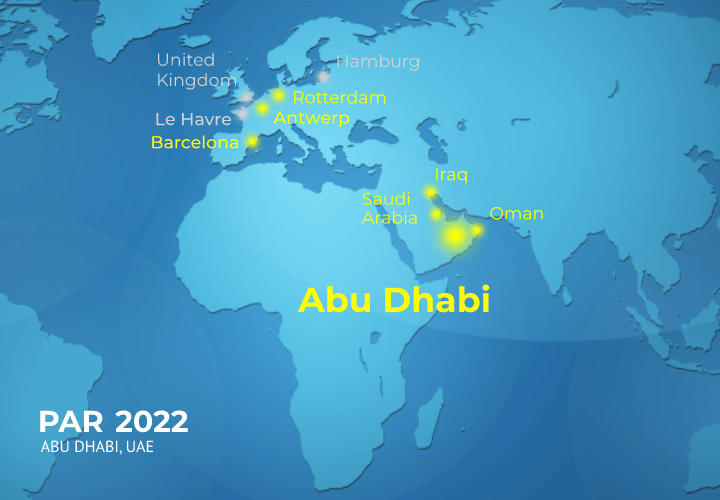 United
Kingdom
Hamburg
Rotterdam
Le Havre
Antwerp
Barcelona
Iraq
Saudi
Arabia
Oman
Abu Dhabi
PAR 2022
ABU DHABI, UAE